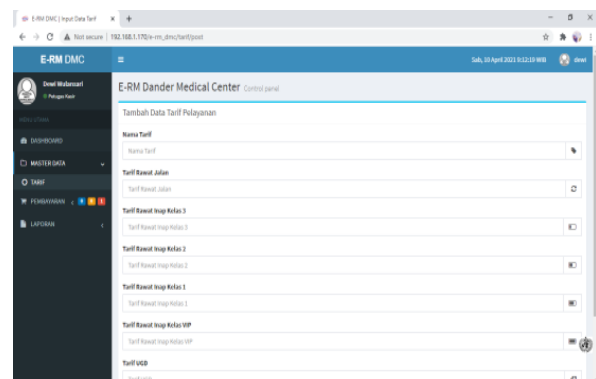 E-RM DMC | Input Data Tarif
Not secure | 192.168.1.170/e-rm_dmc/tarif/post
E-RM DMC
Sab, 10 April 2021 9:12:19 WIB
dewi
Dewi Wulansari
Petugas Kasir
E-RM Dander Medical Center Control panel
MENU UTAMA
DASHBOARD
MASTER DATA
TARIF
PEMBAYARAN
LAPORAN
Tambah Data Tarif Pelayanan
Nama Tarif
Nama Tarif
Tarif Rawat Jalan
Tarif Rawat Jalan
Tarif Rawat Inap Kelas 3
Tarif Rawat Inap Kelas 3
Tarif Rawat Inap Kelas 2
Tarif Rawat Inap Kelas 2
Tarif Rawat Inap Kelas 1
Tarif Rawat Inap Kelas 1
Tarif Rawat Inap Kelas VIP
Tarif Rawat Inap Kelas VIP
Tarif UGD